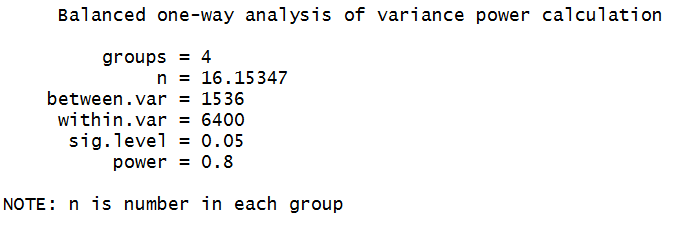 Balanced one-way analysis of variance power calculation
groups = 4
n = 16.15347
between.var = 1536
within.var = 6400
sig.level = 0.05
power = 0.8
NOTE: n is number in each group